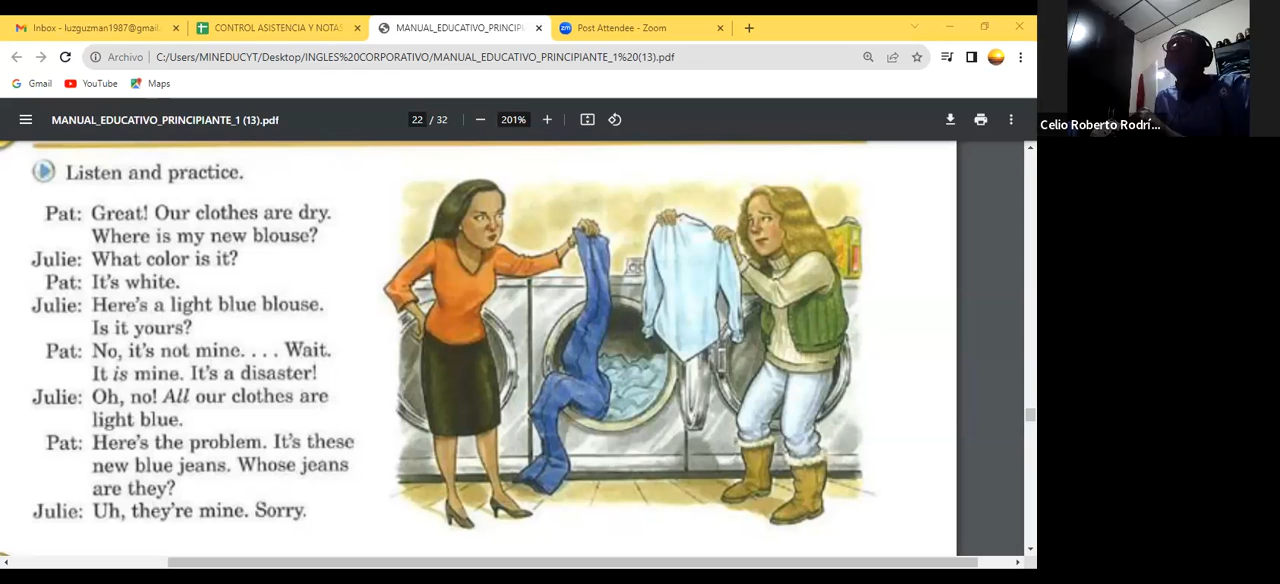 Inbox - luzguzman1987@gmail.
CONTROL ASISTENCIA Y NOTAS
MANUAL_EDUCATIVO_PRINCIPI
Post Attendee - Zoom
Archivo
C:/Users/MINEDUCYT/Desktop/INGLES%20CORPORATIVO/MANUAL_EDUCATIVO_PRINCIPIANTE_1%20(13).pdf
Gmail
YouTube
Maps
MANUAL_EDUCATIVO_PRINCIPIANTE_1 (13).pdf
22 / 32
201%
Celio Roberto Rodrí...
Listen and practice.
Pat: Great! Our clothes are dry.
Where is my new blouse?
Julie: What color is it?
Pat: It's white.
Julie: Here's a light blue blouse.
Is it yours?
Pat: No, it's not mine. . . . Wait.
It is mine. It's a disaster!
Julie: Oh, no! All our clothes are
light blue.
Pat: Here's the problem. It's these
new blue jeans. Whose jeans
are they?
Julie: Uh, they're mine. Sorry.